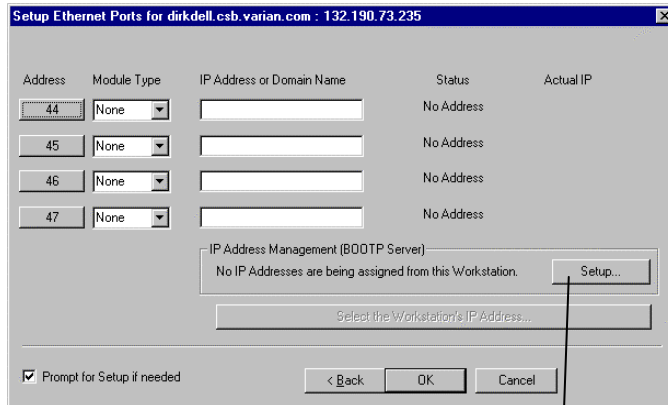 Setup Ethernet Ports for dirkdell.csb.varian.com : 132.190.73.235
Address Module Type IP Address or Domain Name Status Actual IP
44 None No Address
45 None No Address
46 None No Address
47 None No Address
IP Address Management (BOOTP Server)
No IP Addresses are being assigned from this Workstation. Setup...
Select the Workstation's IP Address...
Prompt for Setup if needed < Back OK Cancel